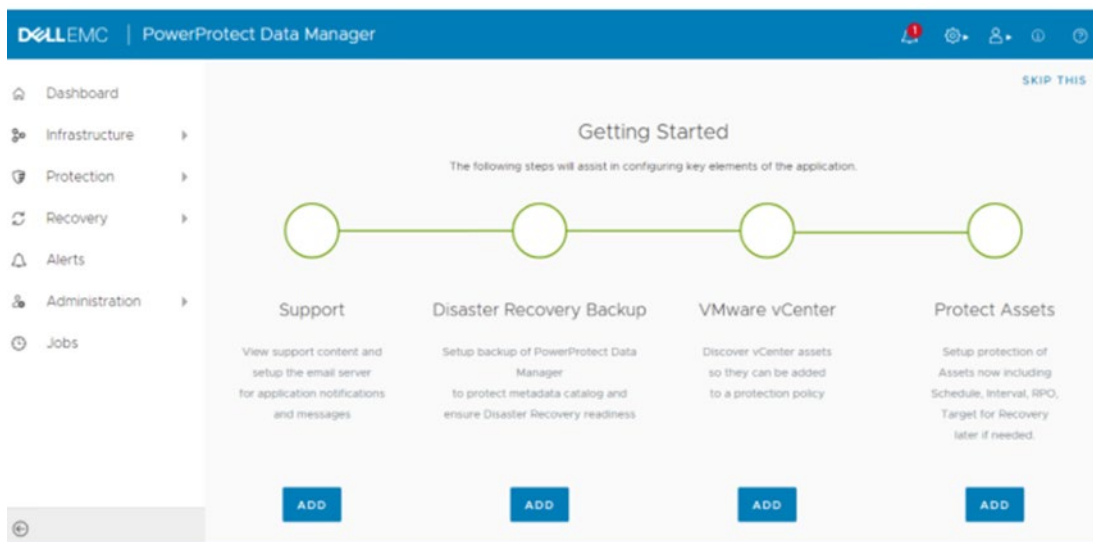 DELLEMC | PowerProtect Data Manager
1
SKIP THIS
Dashboard
Infrastructure
Protection
Recovery
Alerts
Administration
Jobs
Getting Started
The following steps will assist in configuring key elements of the application.
Support
View support content and
setup the email server
for application notifications
and messages
ADD
Disaster Recovery Backup
Setup backup of PowerProtect Data
Manager
to protect metadata catalog and
ensure Disaster Recovery readiness
ADD
VMware vCenter
Discover vCenter assets
so they can be added
to a protection policy
ADD
Protect Assets
Setup protection of
Assets now including
Schedule, Interval, RPO,
Target for Recovery
later if needed.
ADD